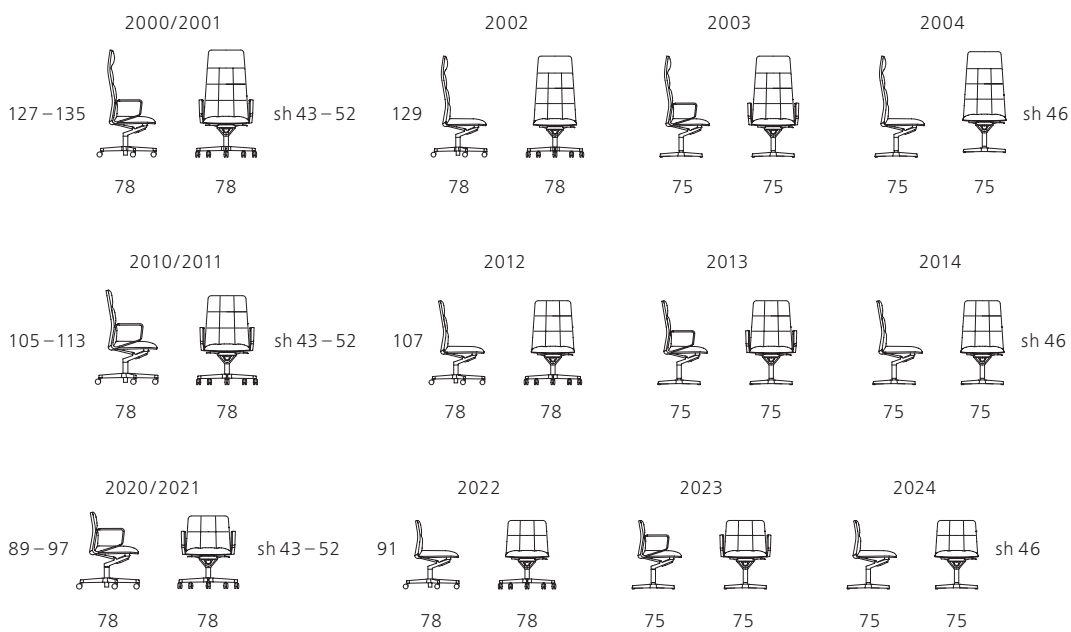 2000/2001 2002 2003 2004
127–135 sh 43–52 129 sh 46
78 78 78 78 75 75 75 75
2010/2011 2012 2013 2014
105–113 sh 43–52 107 sh 46
78 78 78 78 75 75 75 75
2020/2021 2022 2023 2024
89–97 sh 43–52 91 sh 46
78 78 78 78 75 75 75 75